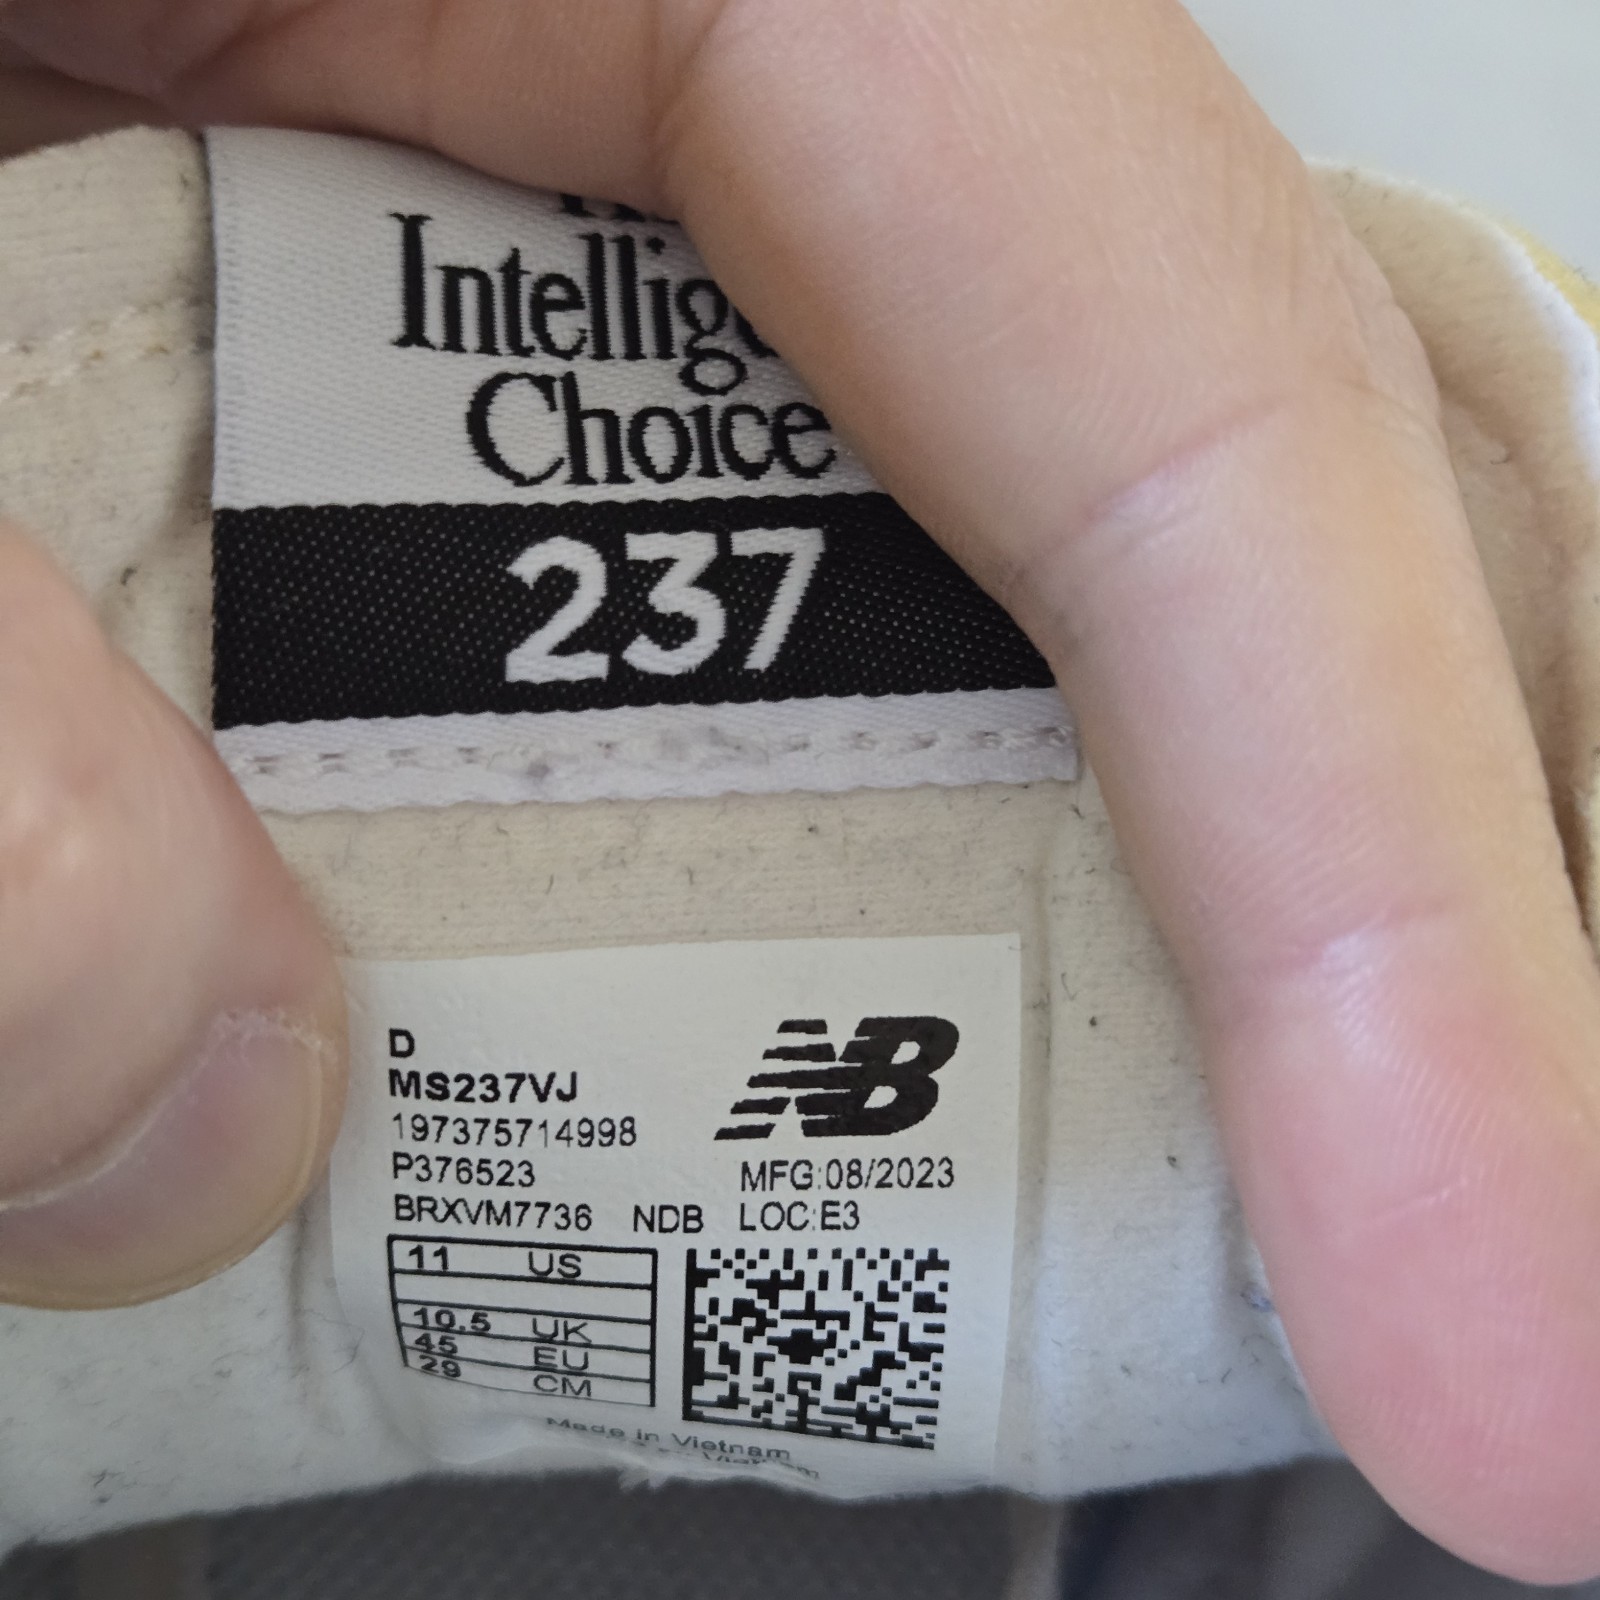 Intellig
Choice
237
D
MS237VJ
197375714998
P376523
BRXVM7736 NDB
NB
MFG:08/2023
LOC:E3
11 US
10.5 UK
45 EU
29 CM
Made in Vietnam